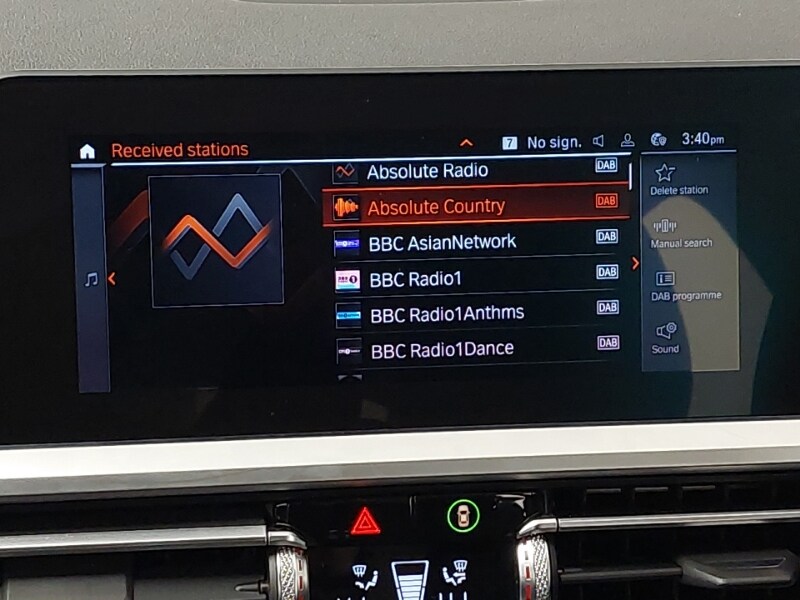 Received stations
7 No sign. 3:40pm
Absolute Radio DAB
Absolute Country DAB
BBC AsianNetwork DAB
BBC Radio1 DAB
BBC Radio1Anthms DAB
BBC Radio1Dance DAB
Delete station
Manual search
DAB programme
Sound